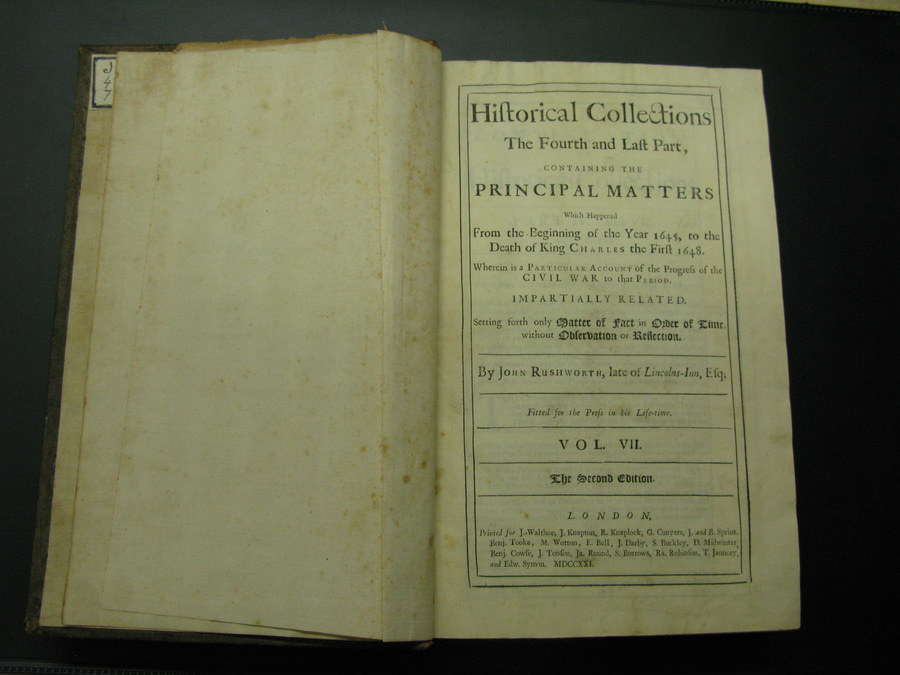 J
47
Hiſtorical Collections
The Fourth and Laſt Part,
CONTAINING THE
PRINCIPAL MATTERS
Which Happened
From the Beginning of the Year 1645, to the
Death of King CHARLES the Firſt 1648.
Wherein is a PARTICULAR ACCOUNT of the Progreſs of the
CIVIL WAR to that PERIOD.
IMPARTIALLY RELATED.
Setting forth only Matter of Fact in Order of Time,
without Obſervation or Reflection.
By JOHN RUSHWORTH, late of Lincolns-Inn, Eſq;
Fitted for the Preſs in his Life-time.
VOL. VII.
The Second Edition.
LONDON,
Printed for J. Walthoe, J. Knapton, R. Knaplock, G. Conyers, J. and B. Sprint,
Benj. Tooke, M. Wotton, E. Bell, J. Darby, S. Buckley, D. Midwinter,
Benj. Cowſe, J. Tonſon, Ja. Round, S. Burrows, Ra. Robinſon, T. Jauncey,
and Edw. Symon. MDCCXXI.